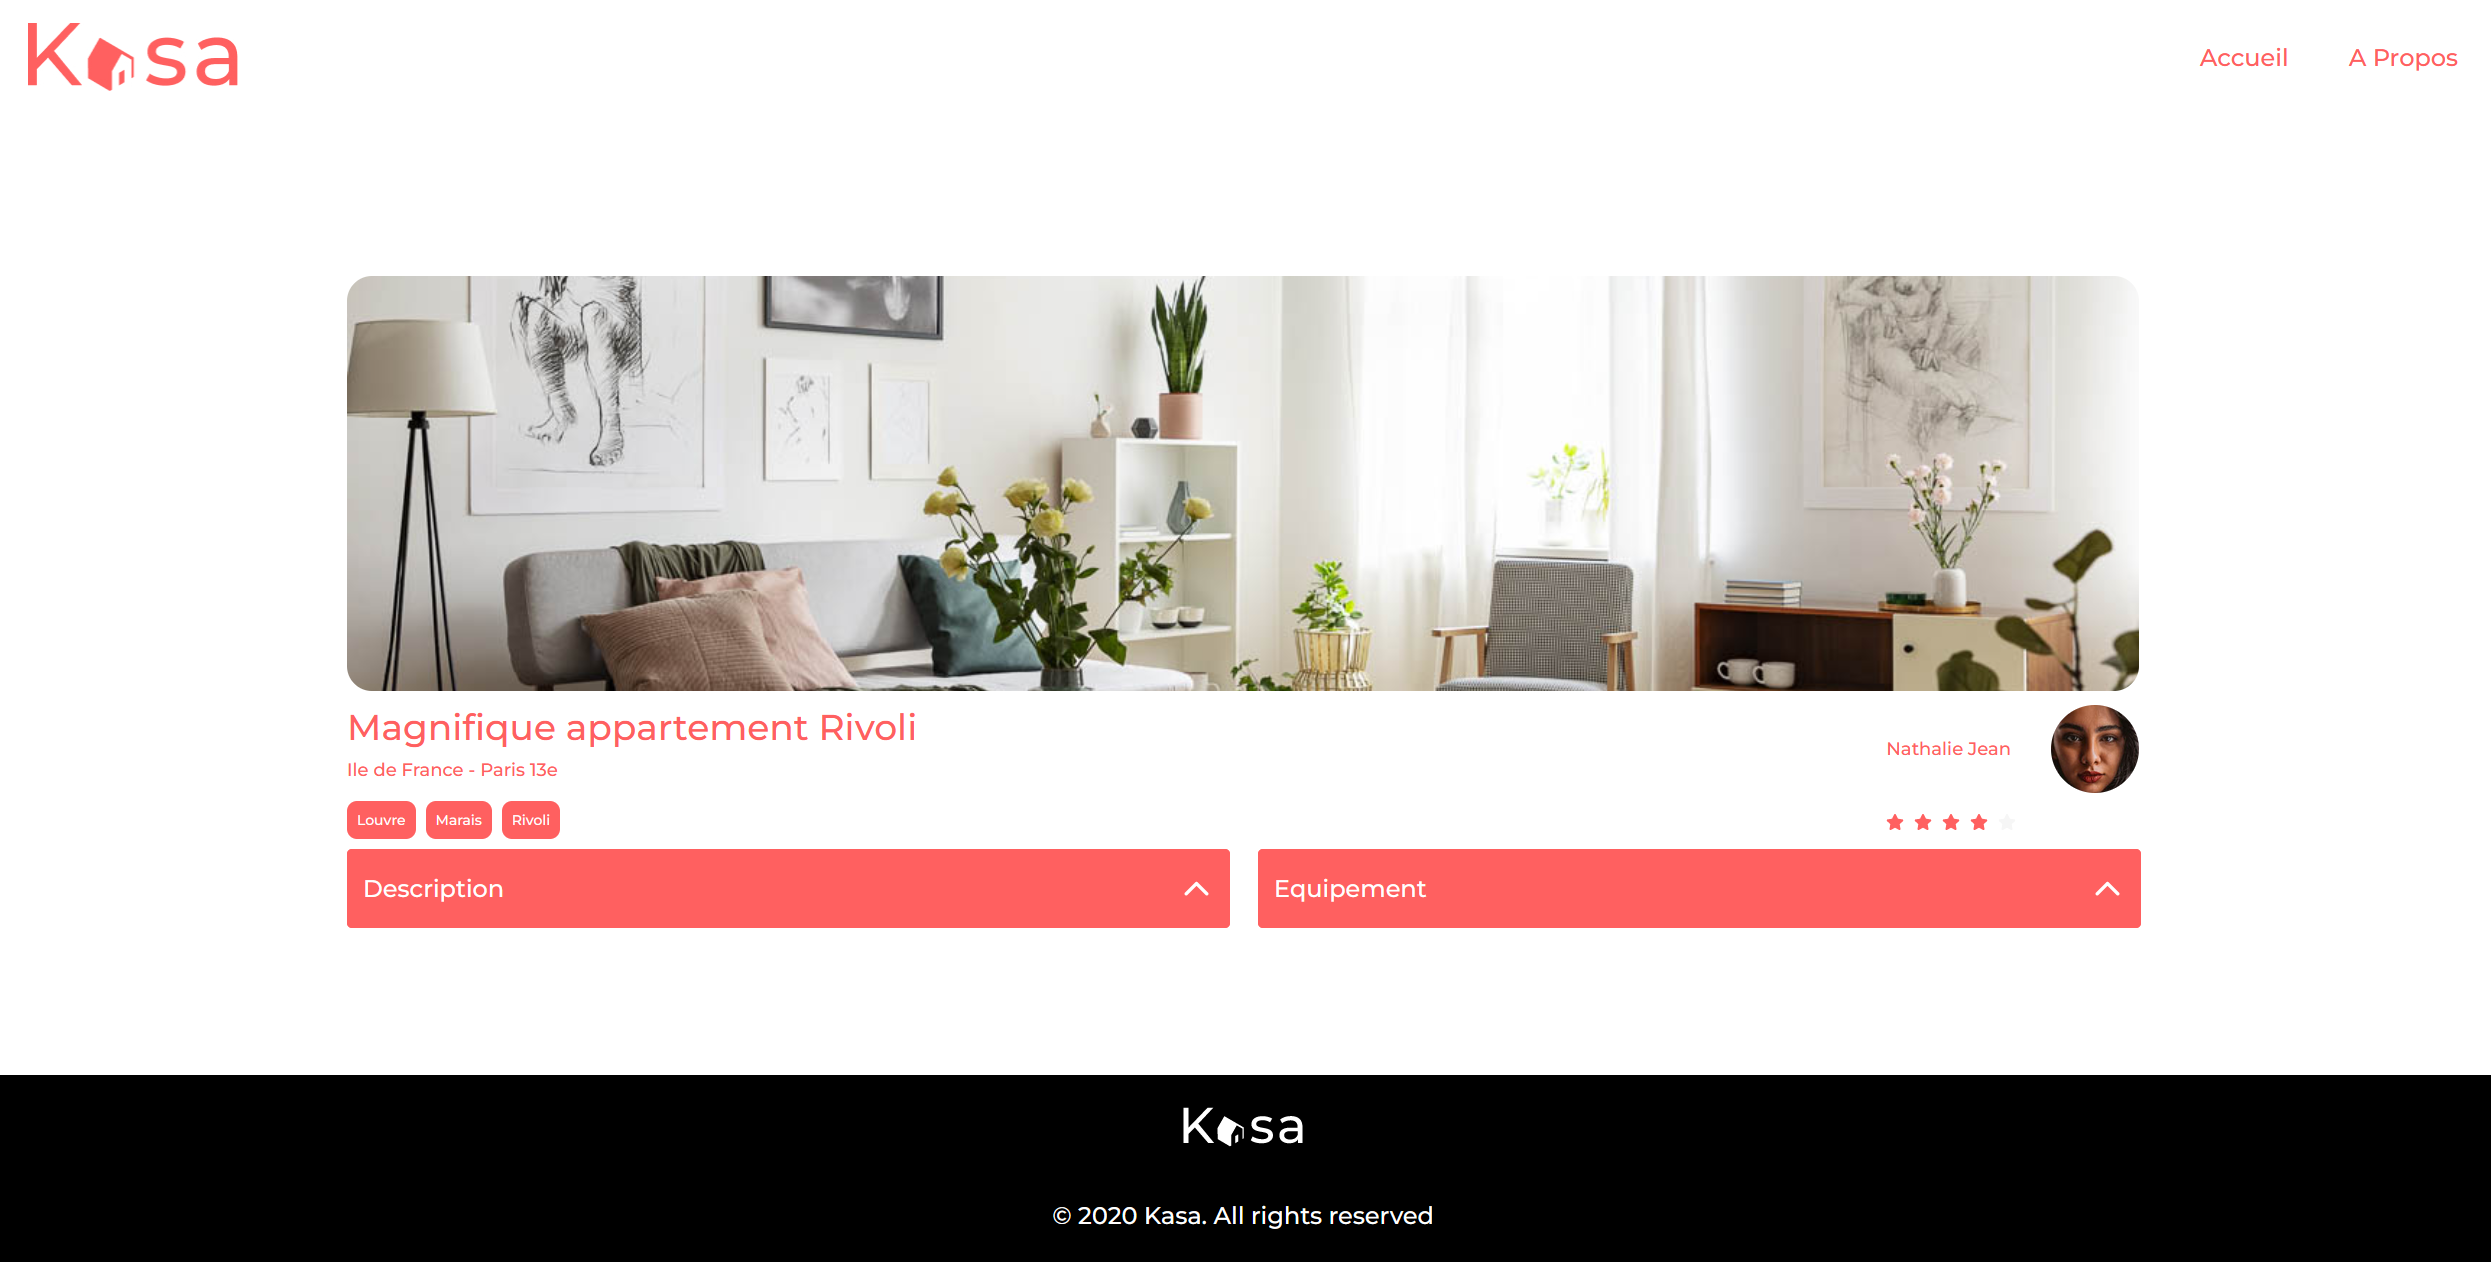 Kasa
Accueil
A Propos
Magnifique appartement Rivoli
Ile de France - Paris 13e
Nathalie Jean
Louvre
Marais
Rivoli
Description
Equipement
Kasa
© 2020 Kasa. All rights reserved